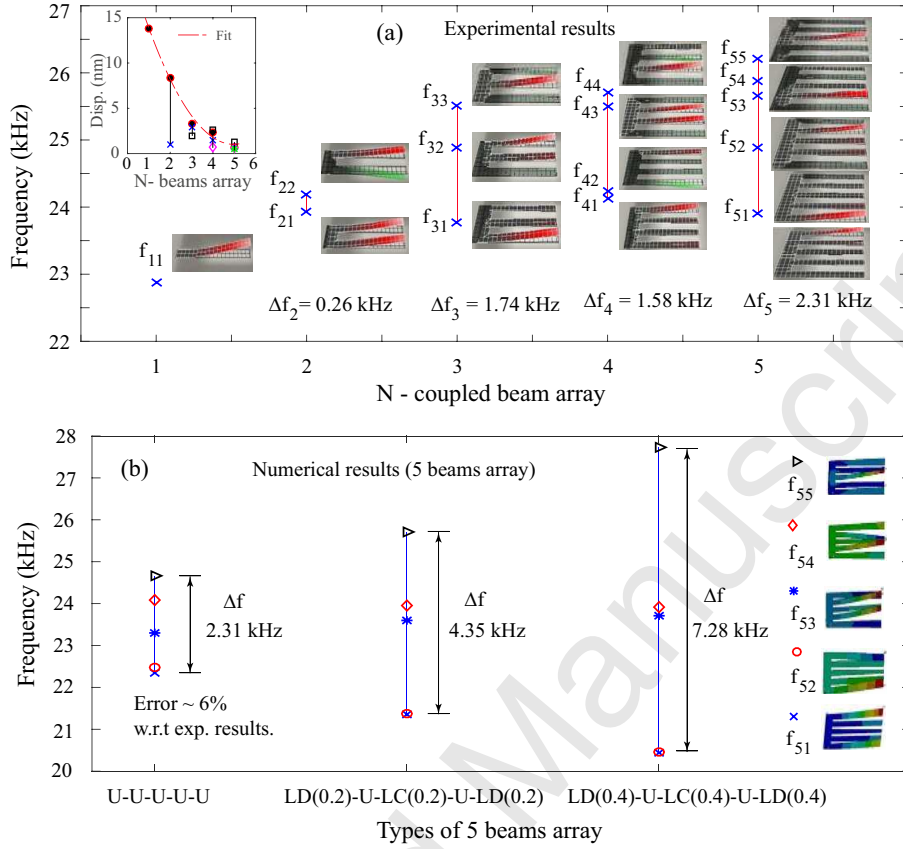 (a) Experimental results
Frequency (kHz)
27
26
25
24
23
22
15
10
5
0
Disp. (nm)
Fit
0 1 2 3 4 5 6
N- beams array
f11
f22
f21
f33
f32
f31
f44
f43
f42
f41
f55
f54
f53
f52
f51
Δf2= 0.26 kHz
Δf3 = 1.74 kHz
Δf4 = 1.58 kHz
Δf5 = 2.31 kHz
1 2 3 4 5
N - coupled beam array
(b) Numerical results (5 beams array)
Frequency (kHz)
28
27
26
25
24
23
22
21
20
Δf
2.31 kHz
Δf
4.35 kHz
Δf
7.28 kHz
Error ~ 6%
w.r.t exp. results.
f55
f54
f53
f52
f51
U-U-U-U-U LD(0.2)-U-LC(0.2)-U-LD(0.2) LD(0.4)-U-LC(0.4)-U-LD(0.4)
Types of 5 beams array